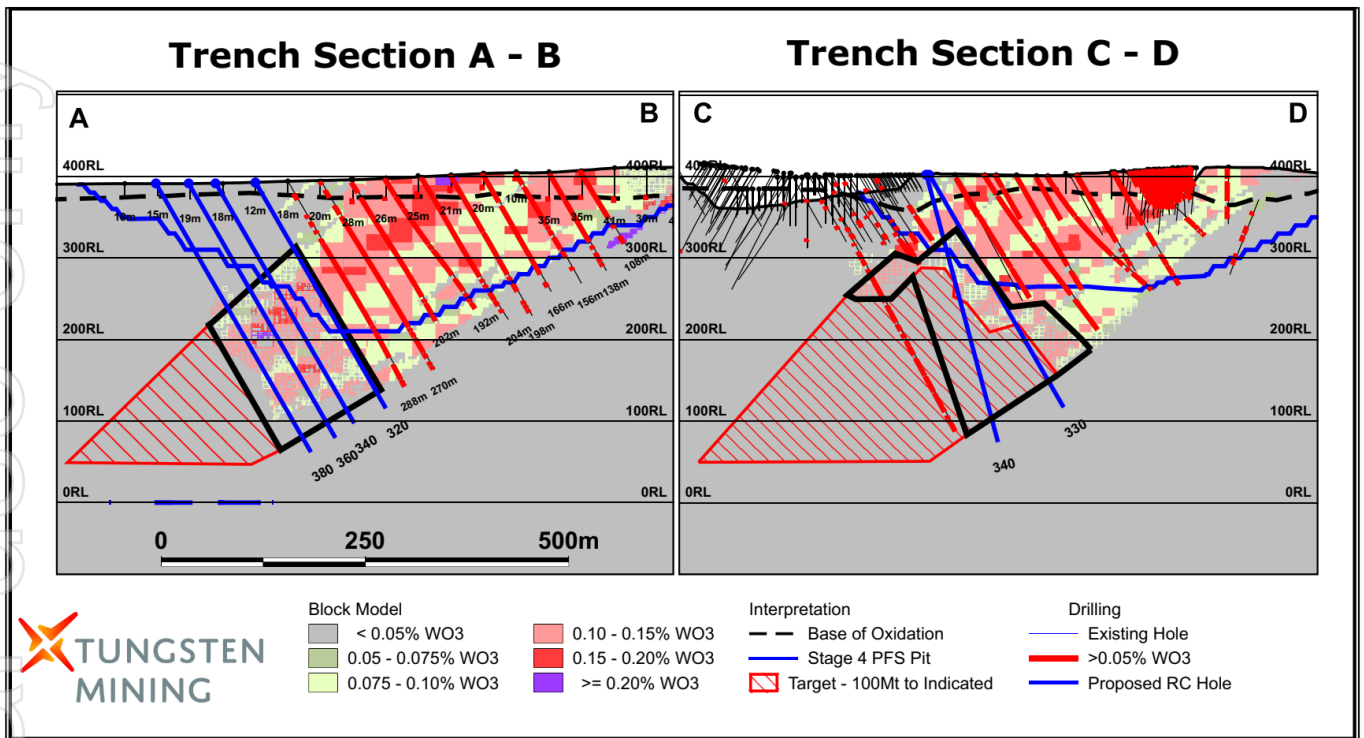 Trench Section A - B
Trench Section C - D
A
B
400RL
400RL
16m
15m
19m
18m
12m
18m
20m
28m
26m
25m
21m
20m
10m
35m
35m
41m
30m
300RL
300RL
108m
138m
156m
166m
198m
204m
192m
202m
200RL
200RL
270m
288m
100RL
100RL
320
340
360
380
0RL
0RL
0
250
500m
C
D
400RL
400RL
300RL
300RL
200RL
200RL
100RL
100RL
330
340
0RL
0RL
TUNGSTEN
MINING
Block Model
< 0.05% WO3
0.05 - 0.075% WO3
0.075 - 0.10% WO3
0.10 - 0.15% WO3
0.15 - 0.20% WO3
>= 0.20% WO3
Interpretation
Base of Oxidation
Stage 4 PFS Pit
Target - 100Mt to Indicated
Drilling
Existing Hole
>0.05% WO3
Proposed RC Hole